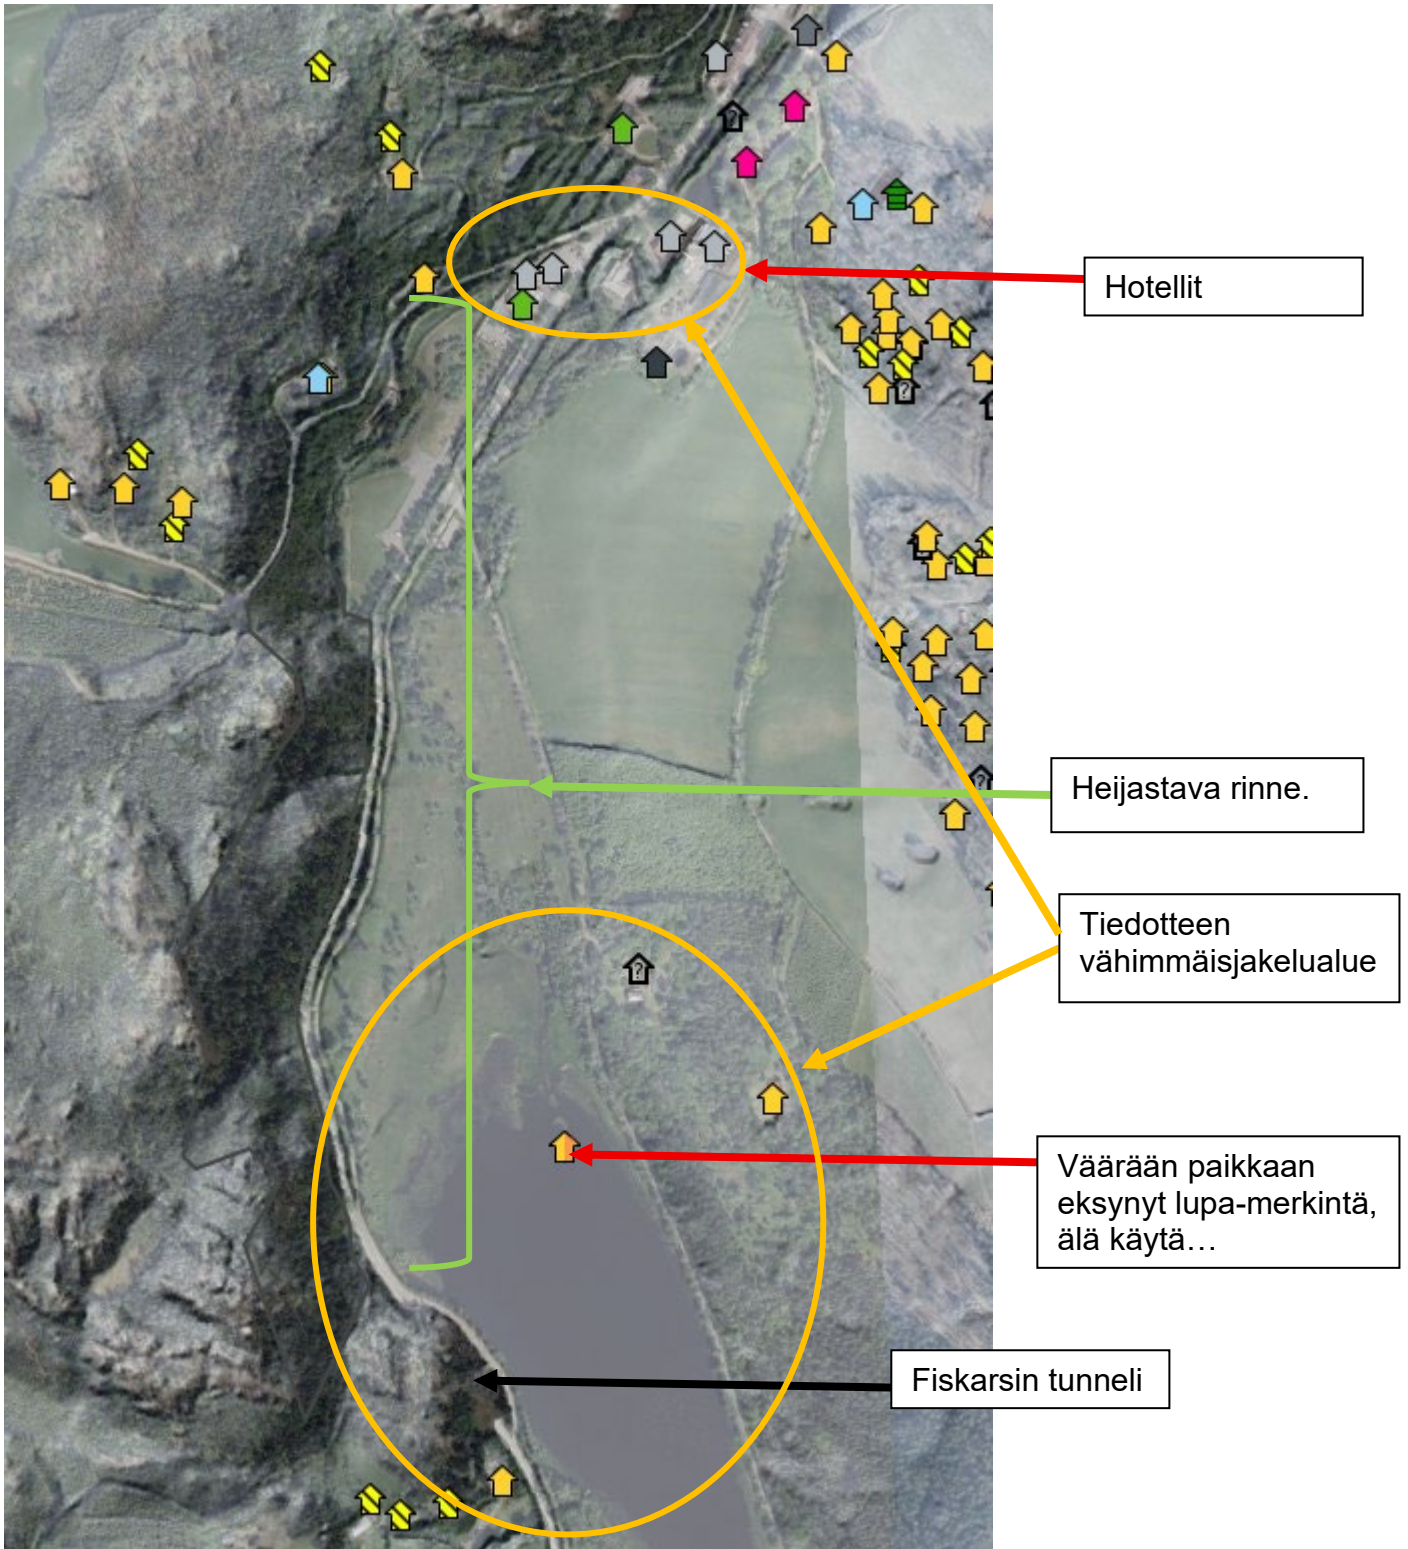 Hotellit
Heijastava rinne.
Tiedotteen
vähimmäisjakelualue
Väärään paikkaan
eksynyt lupa-merkintä,
älä käytä…
Fiskarsin tunneli